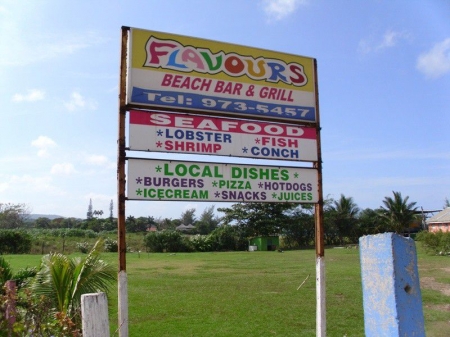 FLAVOURS
BEACH BAR & GRILL
Tel: 973-5457
SEAFOOD
*LOBSTER *FISH
*SHRIMP *CONCH
*LOCAL DISHES*
*BURGERS *PIZZA *HOTDOGS
*ICECREAM *SNACKS *JUICES